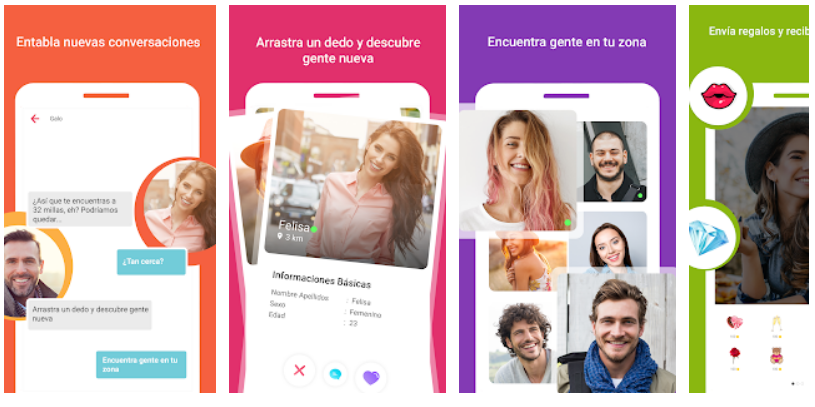 Entabla nuevas conversaciones
Galo
¿Así que te encuentras a
32 millas, eh? Podríamos
quedar...
¿Tan cerca?
Arrastra un dedo y descubre gente
nueva
Encuentra gente en tu
zona
Arrastra un dedo y descubre
gente nueva
Felisa
3 km
Informaciones Básicas
Nombre Apellidos : Felisa
Sexo : Femenino
Edad : 23
Encuentra gente en tu zona
Envía regalos y recib